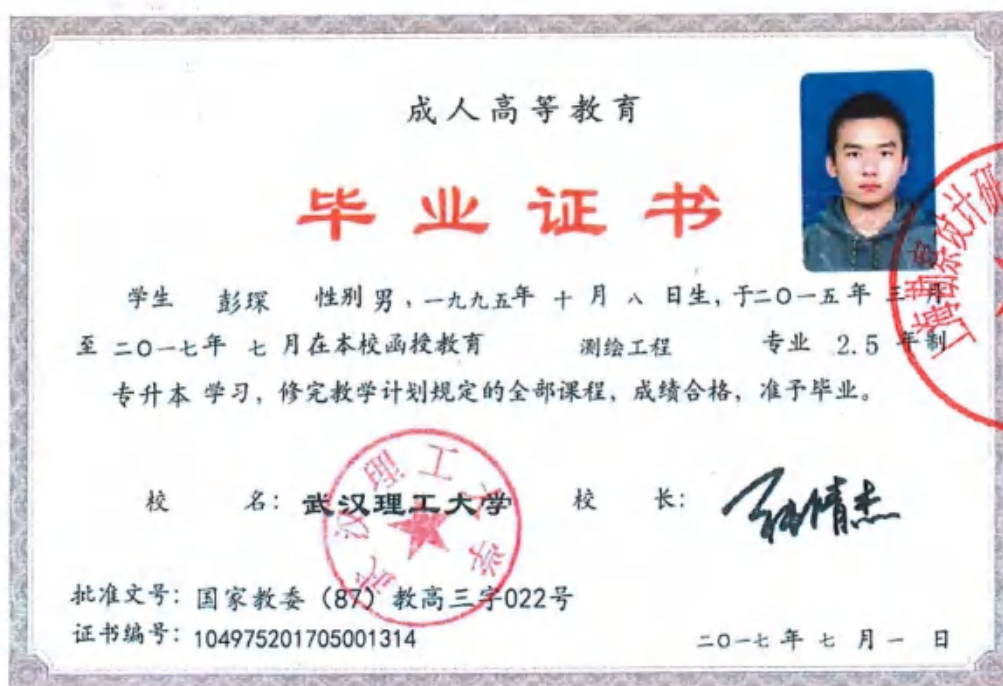 成人高等教育
毕业证书
学生 彭琛 性别 男,一九九五年 十 月 八 日生,于二〇一五年 三 月
至 二〇一七年 七 月在本校函授教育 测绘工程 专业 2.5 年制
专升本 学习,修完教学计划规定的全部课程,成绩合格,准予毕业。
校 名:武汉理工大学 校 长:
武汉理工大学
批准文号:国家教委(87)教高三字022号
证书编号:104975201705001314
二〇一七 年 七 月 一 日